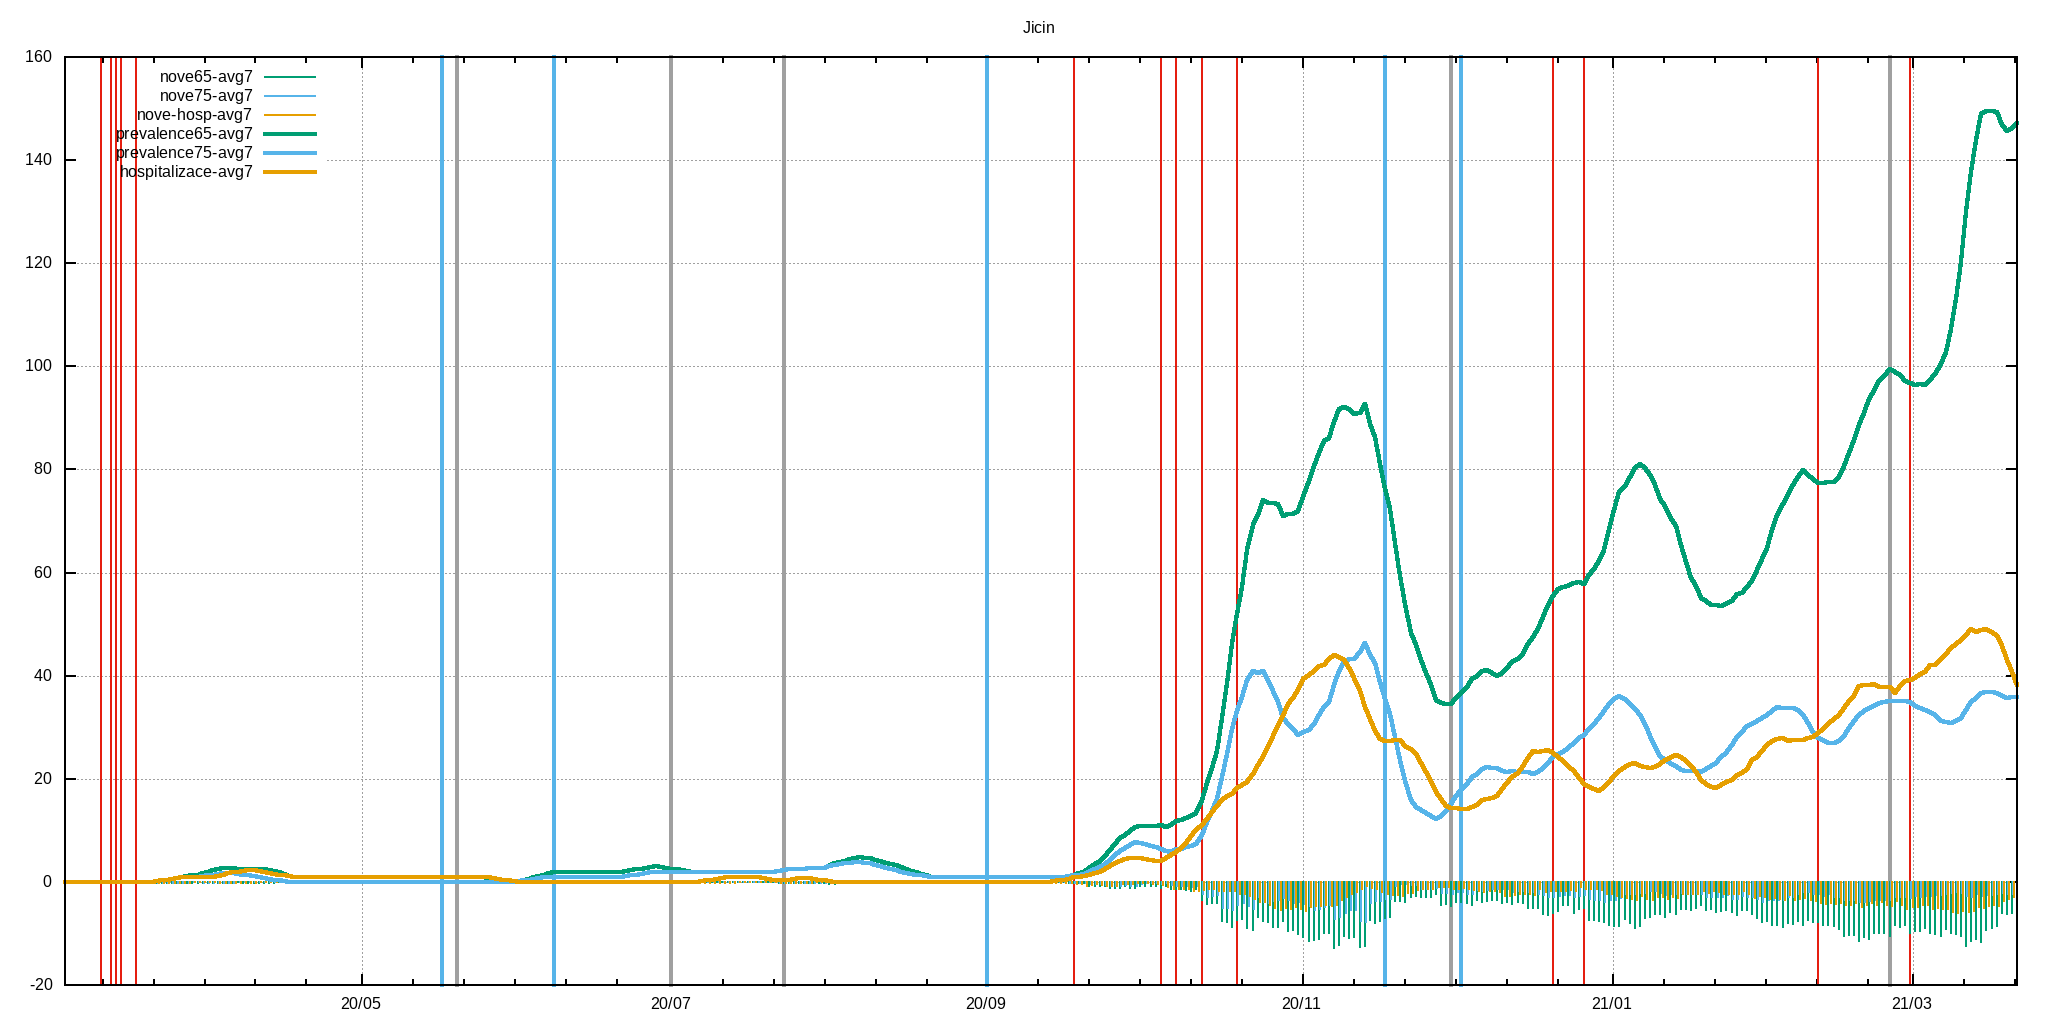 Jicin
160
140
120
100
80
60
40
20
0
-20
nove65-avg7
nove75-avg7
nove-hosp-avg7
prevalence65-avg7
prevalence75-avg7
hospitalizace-avg7
20/05
20/07
20/09
20/11
21/01
21/03